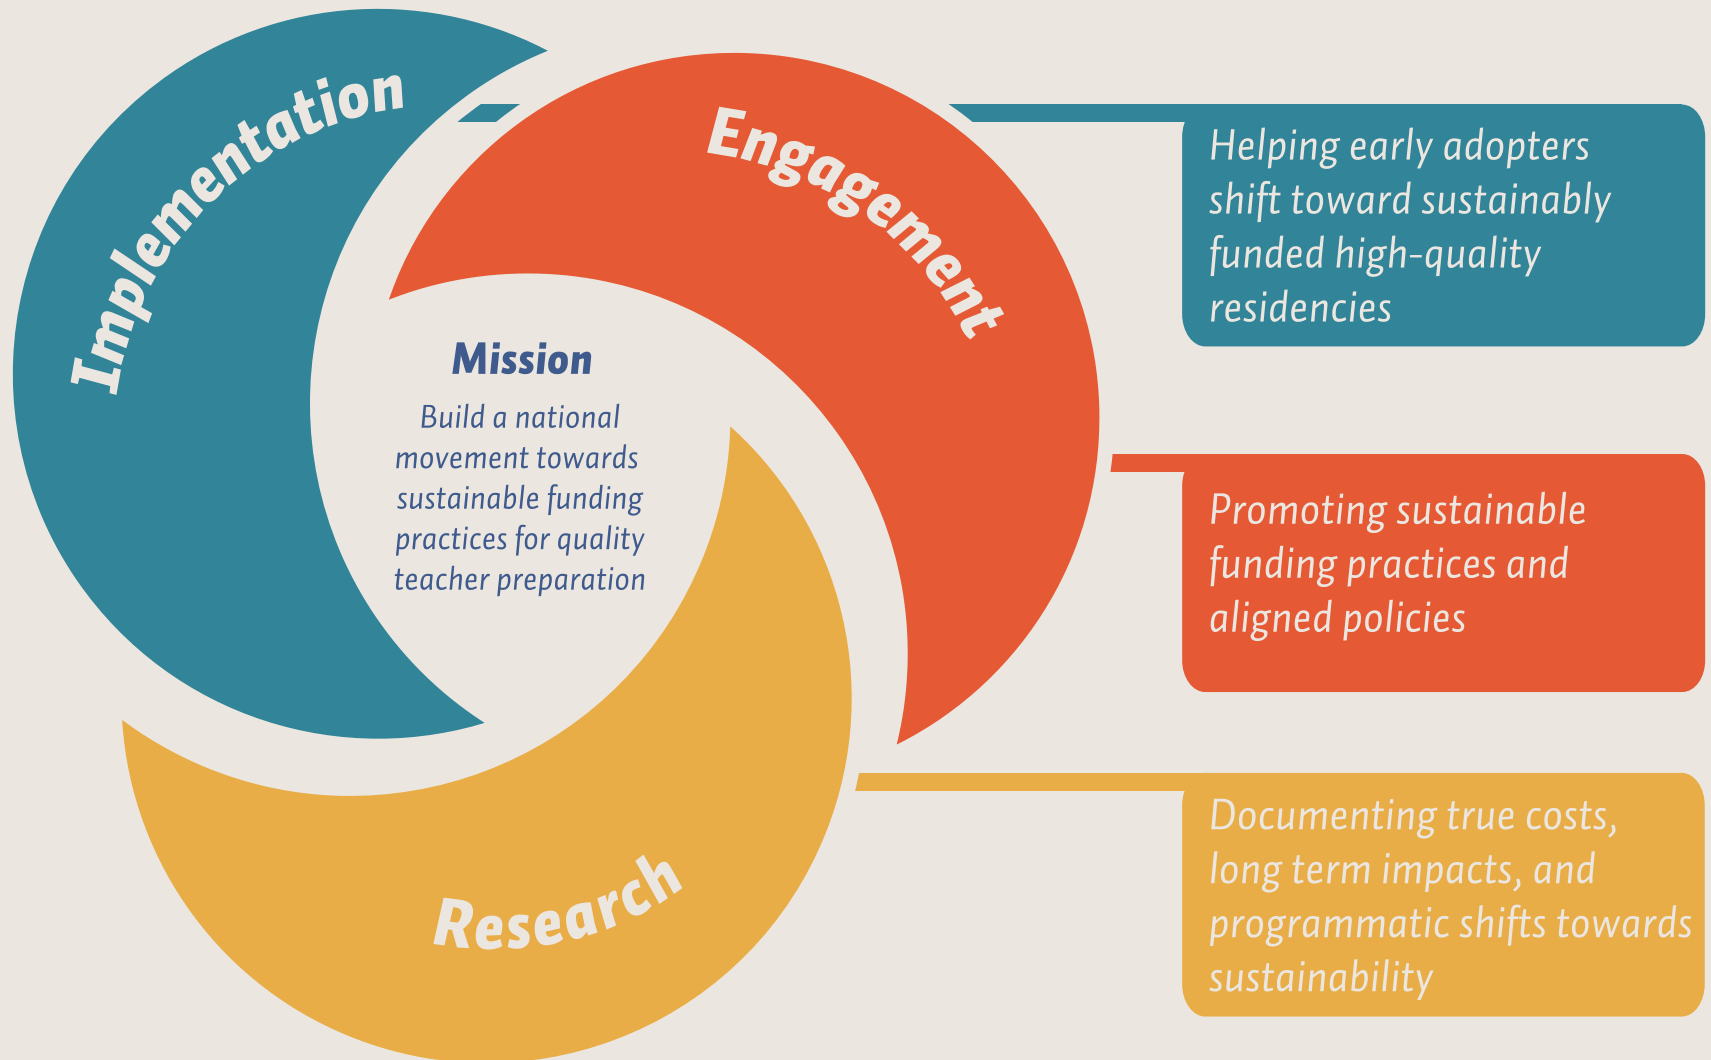 Implementation
Engagement
Mission
Build a national
movement towards
sustainable funding
practices for quality
teacher preparation
Research
Helping early adopters
shift toward sustainably
funded high-quality
residencies
Promoting sustainable
funding practices and
aligned policies
Documenting true costs,
long term impacts, and
programmatic shifts towards
sustainability